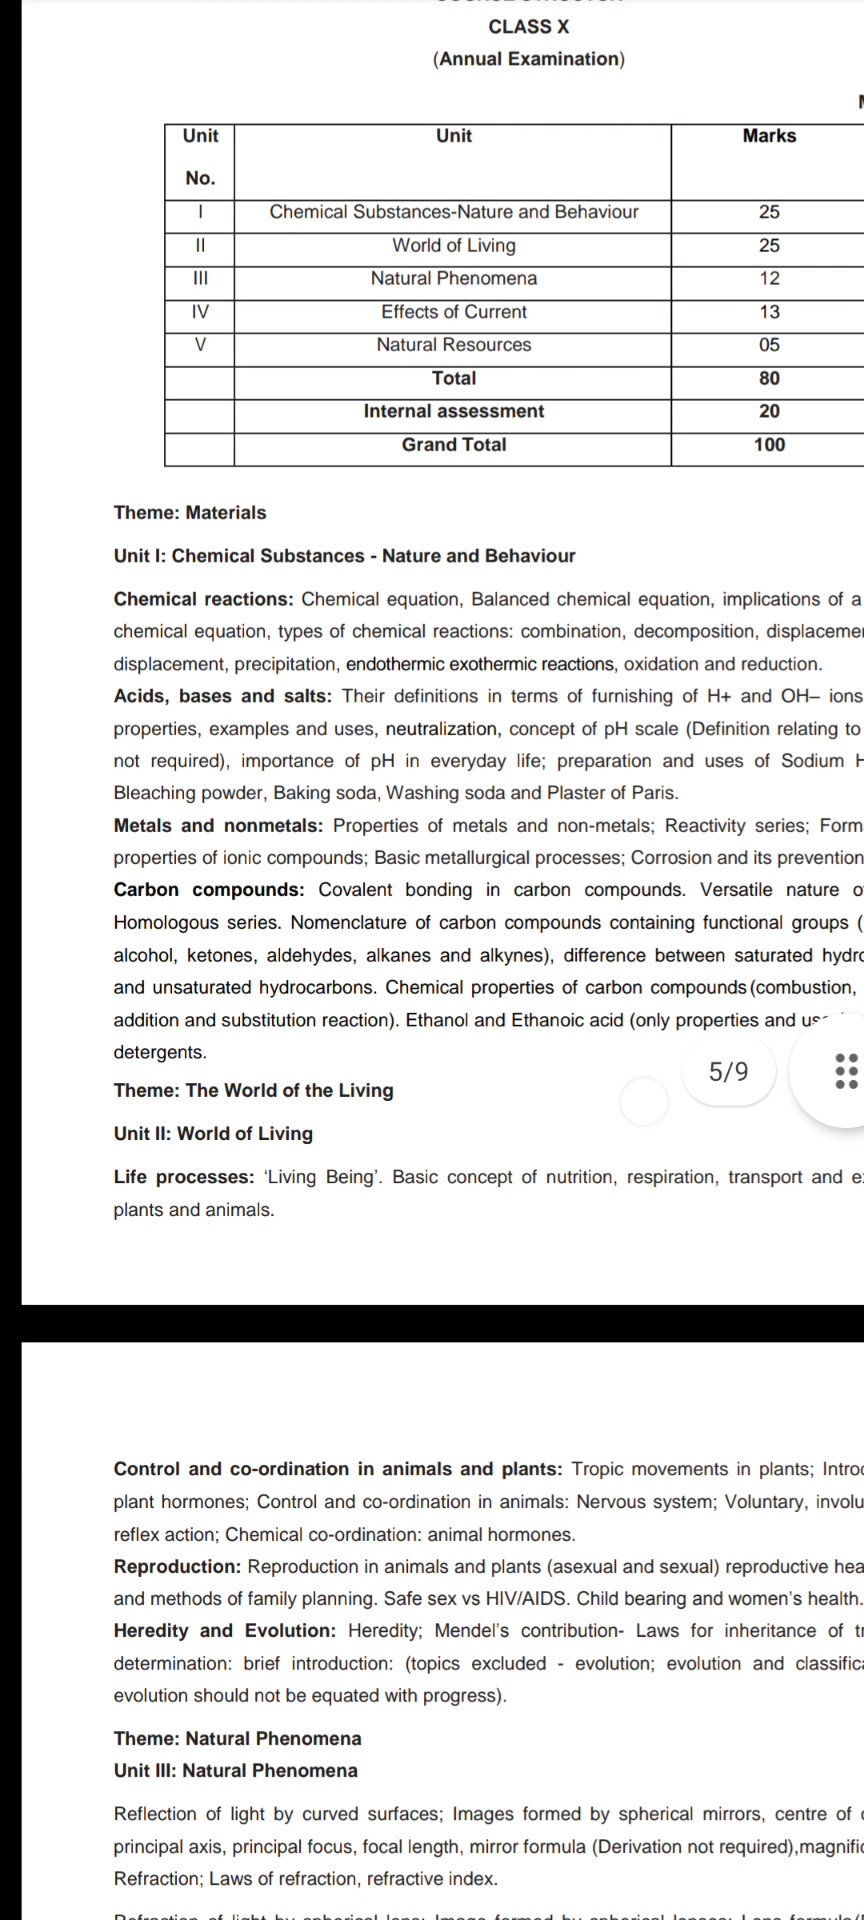 CLASS X
(Annual Examination)
Unit No. Unit Marks
I Chemical Substances-Nature and Behaviour 25
II World of Living 25
III Natural Phenomena 12
IV Effects of Current 13
V Natural Resources 05
Total 80
Internal assessment 20
Grand Total 100
Theme: Materials
Unit I: Chemical Substances - Nature and Behaviour
Chemical reactions: Chemical equation, Balanced chemical equation, implications of a
chemical equation, types of chemical reactions: combination, decomposition,
displacement, precipitation, endothermic exothermic reactions, oxidation and reduction.
Acids, bases and salts: Their definitions in terms of furnishing of H+ and OH– ions
properties, examples and uses, neutralization, concept of pH scale (Definition relating to
not required), importance of pH in everyday life; preparation and uses of Sodium
Bleaching powder, Baking soda, Washing soda and Plaster of Paris.
Metals and nonmetals: Properties of metals and non-metals; Reactivity series;
properties of ionic compounds; Basic metallurgical processes; Corrosion and its prevention
Carbon compounds: Covalent bonding in carbon compounds. Versatile nature
Homologous series. Nomenclature of carbon compounds containing functional groups (
alcohol, ketones, aldehydes, alkanes and alkynes), difference between saturated
and unsaturated hydrocarbons. Chemical properties of carbon compounds (combustion,
addition and substitution reaction). Ethanol and Ethanoic acid (only properties and
detergents.
5/9
Theme: The World of the Living
Unit II: World of Living
Life processes: ‘Living Being’. Basic concept of nutrition, respiration, transport and
plants and animals.
Control and co-ordination in animals and plants: Tropic movements in plants;
plant hormones; Control and co-ordination in animals: Nervous system; Voluntary,
reflex action; Chemical co-ordination: animal hormones.
Reproduction: Reproduction in animals and plants (asexual and sexual) reproductive
and methods of family planning. Safe sex vs HIV/AIDS. Child bearing and women’s health.
Heredity and Evolution: Heredity; Mendel’s contribution- Laws for inheritance of
determination: brief introduction: (topics excluded - evolution; evolution and
evolution should not be equated with progress).
Theme: Natural Phenomena
Unit III: Natural Phenomena
Reflection of light by curved surfaces; Images formed by spherical mirrors, centre of
principal axis, principal focus, focal length, mirror formula (Derivation not required),
Refraction; Laws of refraction, refractive index.